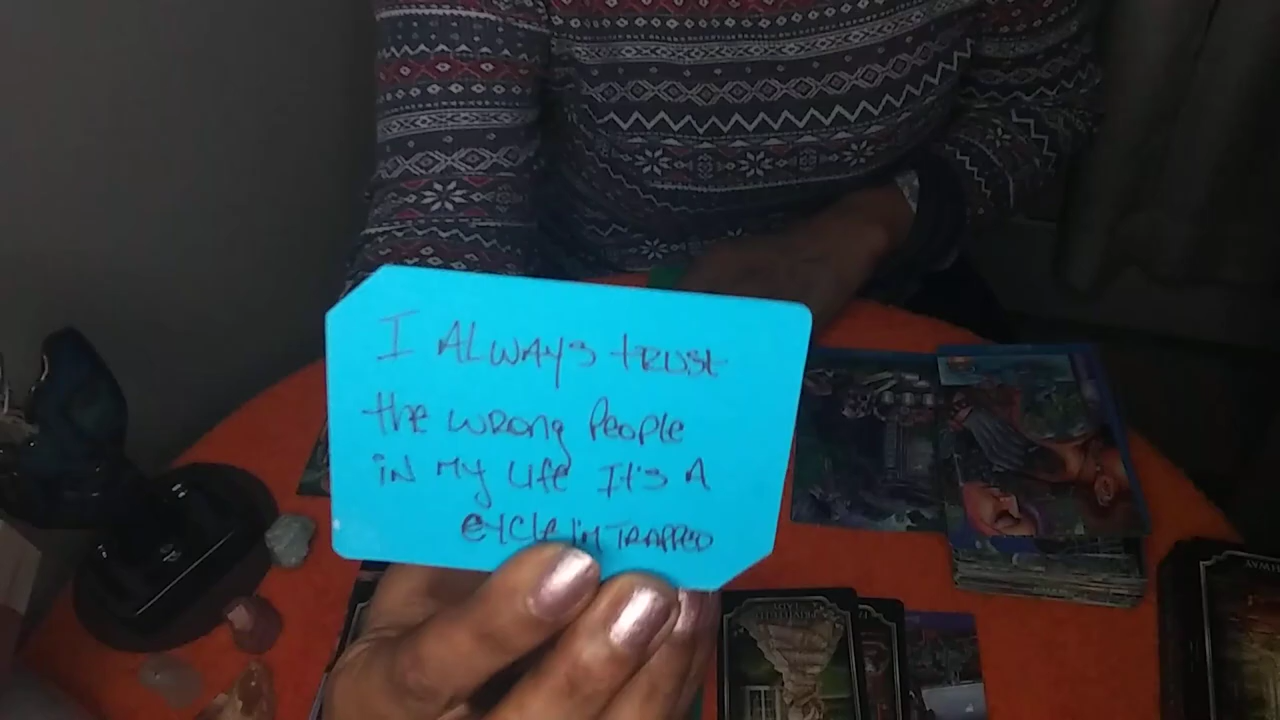 I ALWAYS tRUSt
the WRONg PeoPle
iN MY Life It's A
cycle I'm TRAPPED